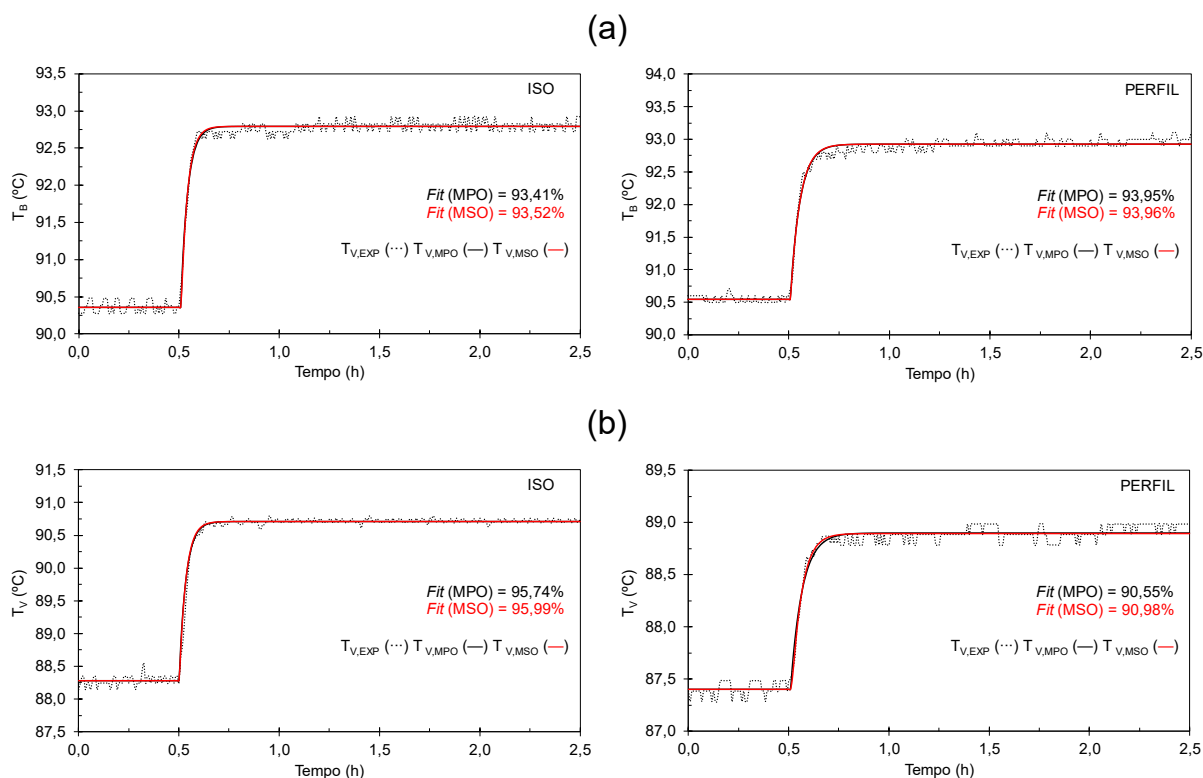 (a)
93,5
93,0
92,5
92,0
91,5
91,0
90,5
90,0
T_B (ºC)
ISO
Fit (MPO) = 93,41%
Fit (MSO) = 93,52%
T_V,EXP (···) T_V,MPO (—) T_V,MSO (—)
0,0 0,5 1,0 1,5 2,0 2,5
Tempo (h)
94,0
93,5
93,0
92,5
92,0
91,5
91,0
90,5
90,0
T_B (ºC)
PERFIL
Fit (MPO) = 93,95%
Fit (MSO) = 93,96%
T_V,EXP (···) T_V,MPO (—) T_V,MSO (—)
0,0 0,5 1,0 1,5 2,0 2,5
Tempo (h)
(b)
91,5
91,0
90,5
90,0
89,5
89,0
88,5
88,0
87,5
T_V (ºC)
ISO
Fit (MPO) = 95,74%
Fit (MSO) = 95,99%
T_V,EXP (···) T_V,MPO (—) T_V,MSO (—)
0,0 0,5 1,0 1,5 2,0 2,5
Tempo (h)
89,5
89,0
88,5
88,0
87,5
87,0
T_V (ºC)
PERFIL
Fit (MPO) = 90,55%
Fit (MSO) = 90,98%
T_V,EXP (···) T_V,MPO (—) T_V,MSO (—)
0,0 0,5 1,0 1,5 2,0 2,5
Tempo (h)